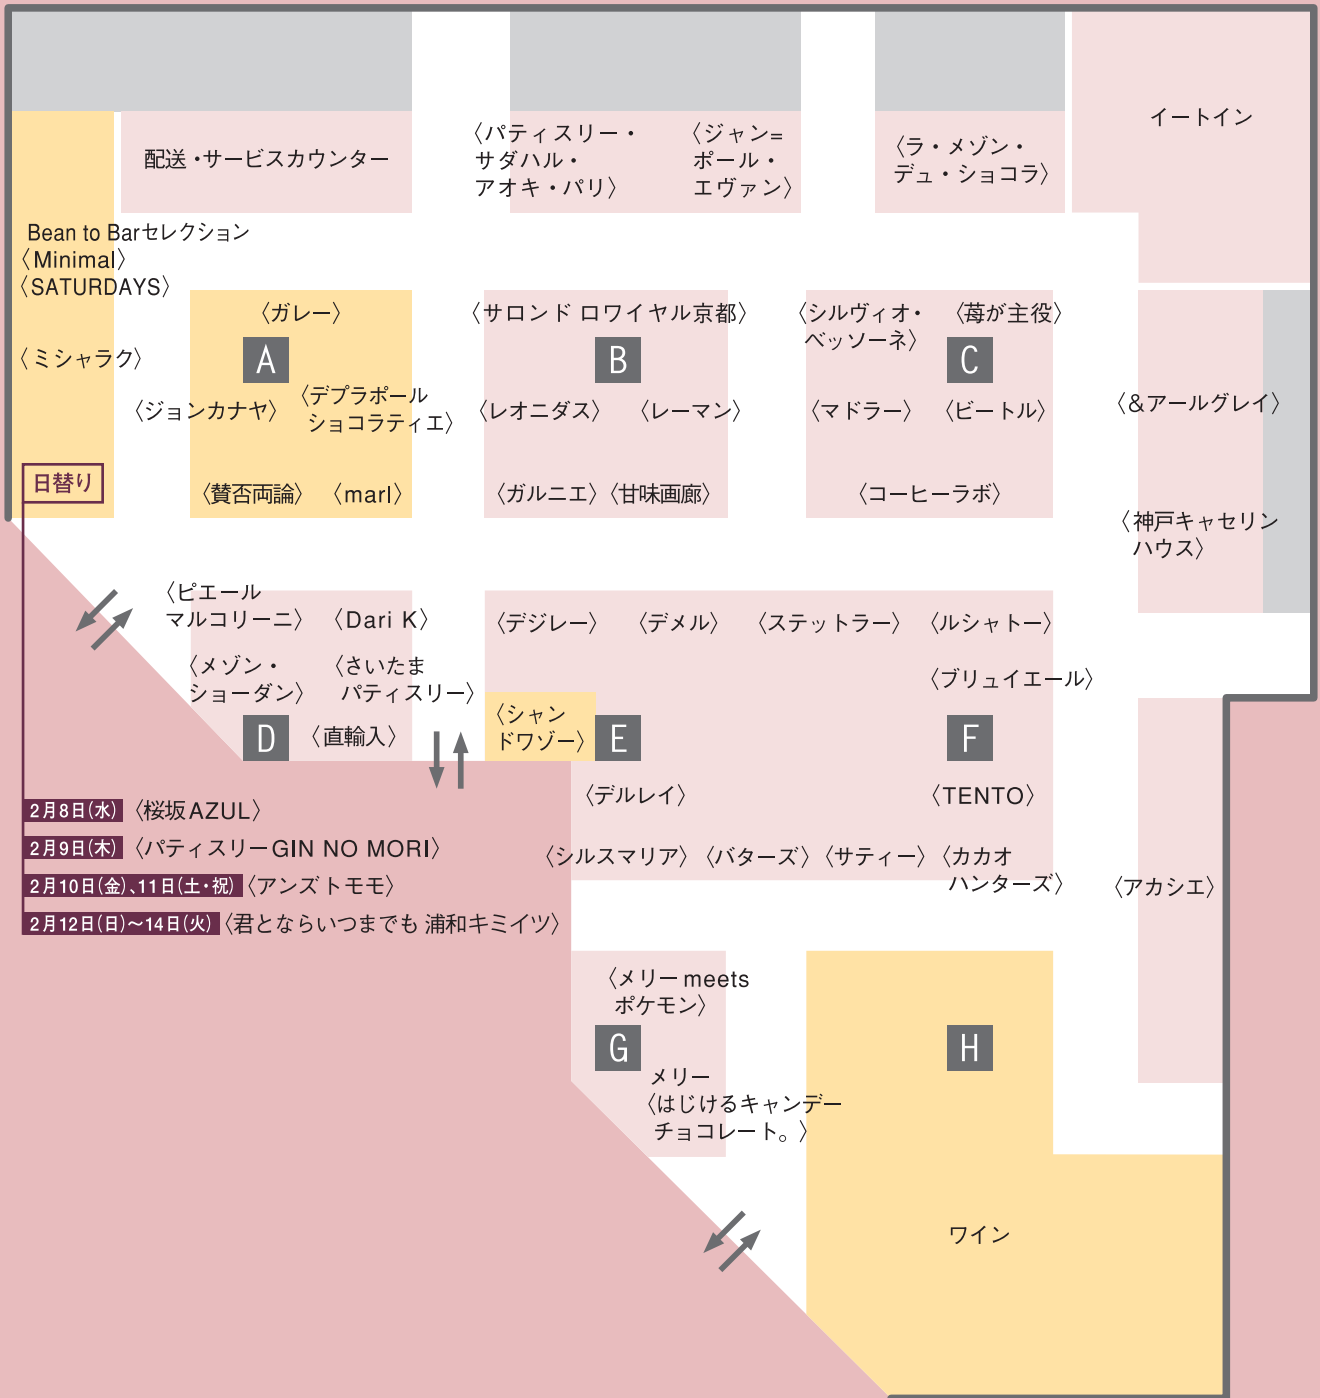 配送・サービスカウンター
〈パティスリー・
サダハル・
アオキ・パリ〉
〈ジャン=
ポール・
エヴァン〉
〈ラ・メゾン・
デュ・ショコラ〉
イートイン
Bean to Barセレクション
〈Minimal〉
〈SATURDAYS〉
〈ミシャラク〉
日替り
〈ガレー〉
A
〈ジョンカナヤ〉
〈デプラポール
ショコラティエ〉
〈賛否両論〉
〈marl〉
〈サロンド ロワイヤル京都〉
B
〈レオニダス〉
〈レーマン〉
〈ガルニエ〉
〈甘味画廊〉
〈シルヴィオ・
ベッソーネ〉
〈苺が主役〉
C
〈マドラー〉
〈ビートル〉
〈コーヒーラボ〉
〈&アールグレイ〉
〈神戸キャセリン
ハウス〉
〈ピエール
マルコリーニ〉
〈Dari K〉
〈メゾン・
ショーダン〉
〈さいたま
パティスリー〉
D
〈直輸入〉
〈デジレー〉
〈デメル〉
〈ステットラー〉
〈ルシャトー〉
〈ブリュイエール〉
〈シャン
ドワゾー〉
E
F
〈デルレイ〉
〈TENTO〉
〈シルスマリア〉
〈バターズ〉
〈サティー〉
〈カカオ
ハンターズ〉
〈アカシエ〉
2月8日(水) 〈桜坂AZUL〉
2月9日(木) 〈パティスリーGIN NO MORI〉
2月10日(金)、11日(土・祝) 〈アンズトモモ〉
2月12日(日)〜14日(火) 〈君とならいつまでも 浦和キミイツ〉
〈メリー meets
ポケモン〉
G
メリー
〈はじけるキャンデー
チョコレート。〉
H
ワイン